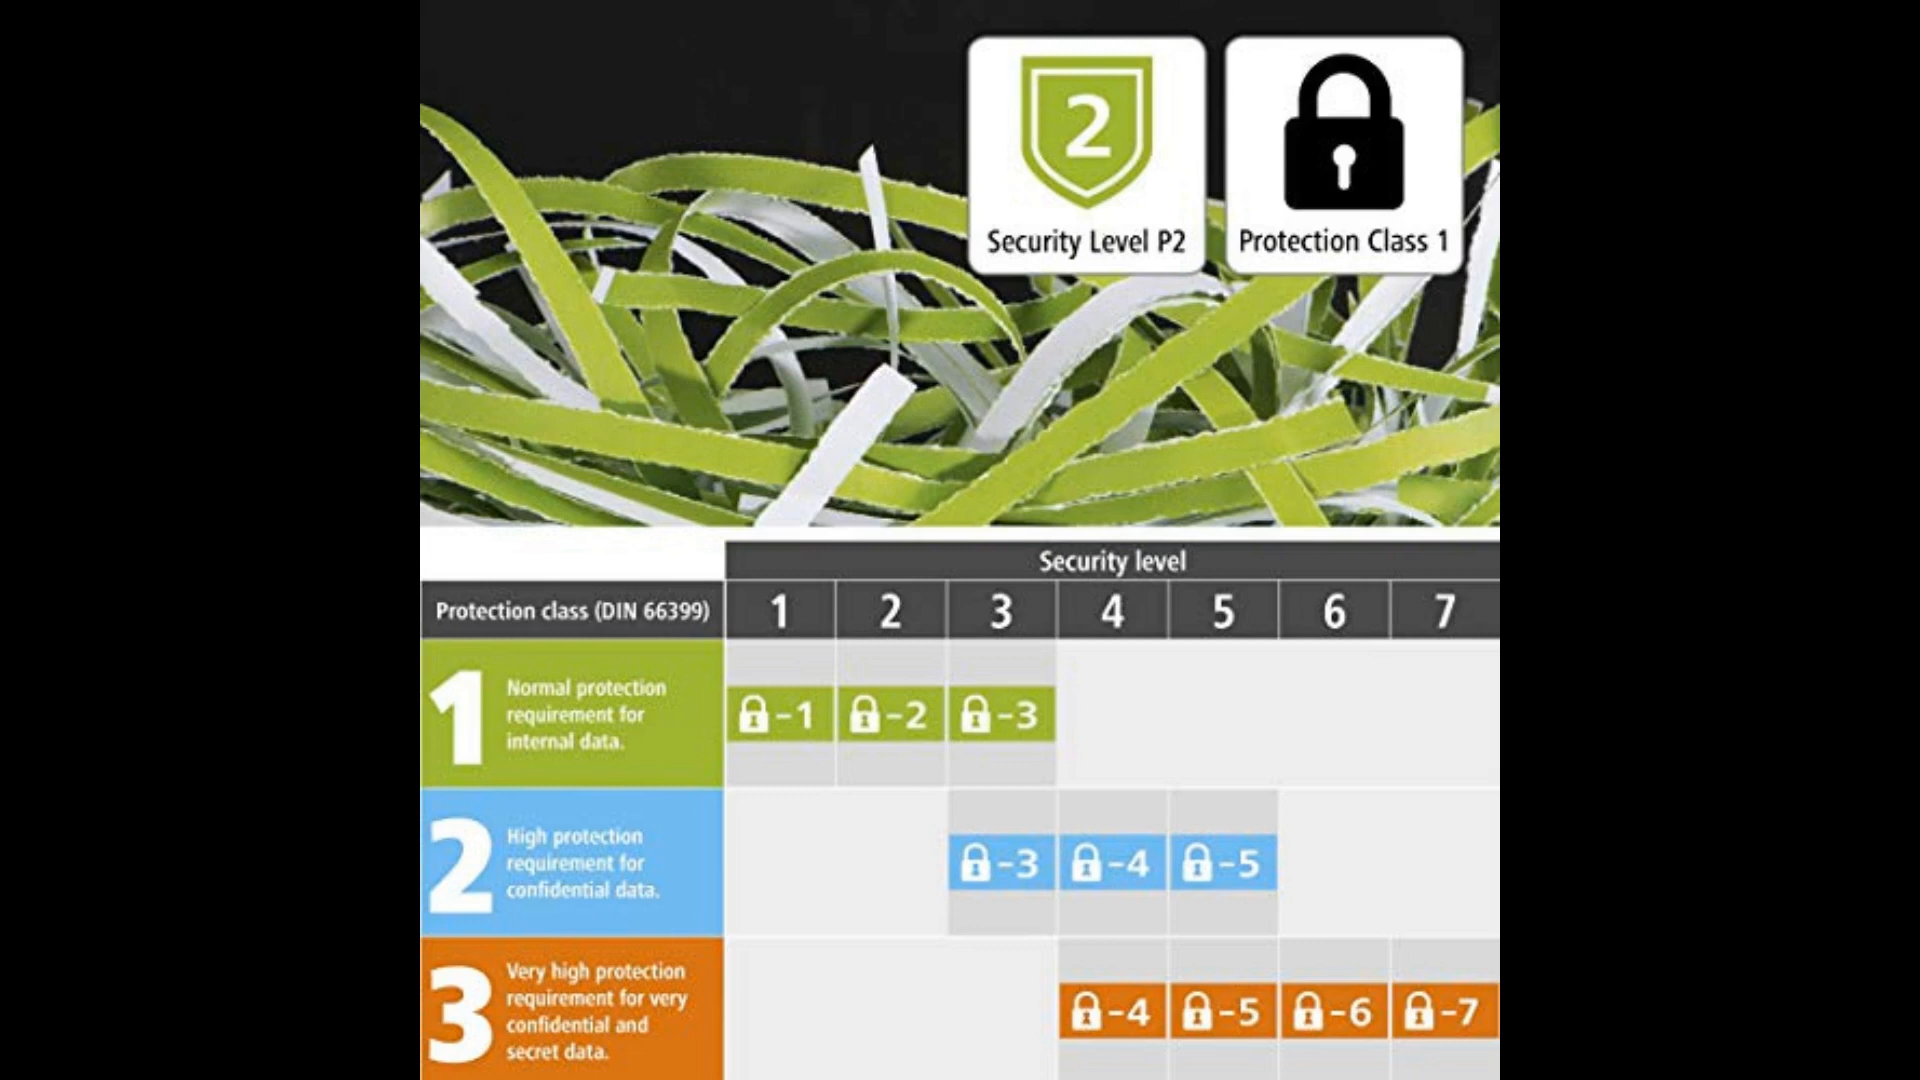 2
Security Level P2
Protection Class 1
Security level
Protection class (DIN 66399) 1 2 3 4 5 6 7
1
Normal protection
requirement for
internal data.
-1 -2 -3
2
High protection
requirement for
confidential data.
-3 -4 -5
3
Very high protection
requirement for very
confidential and
secret data.
-4 -5 -6 -7